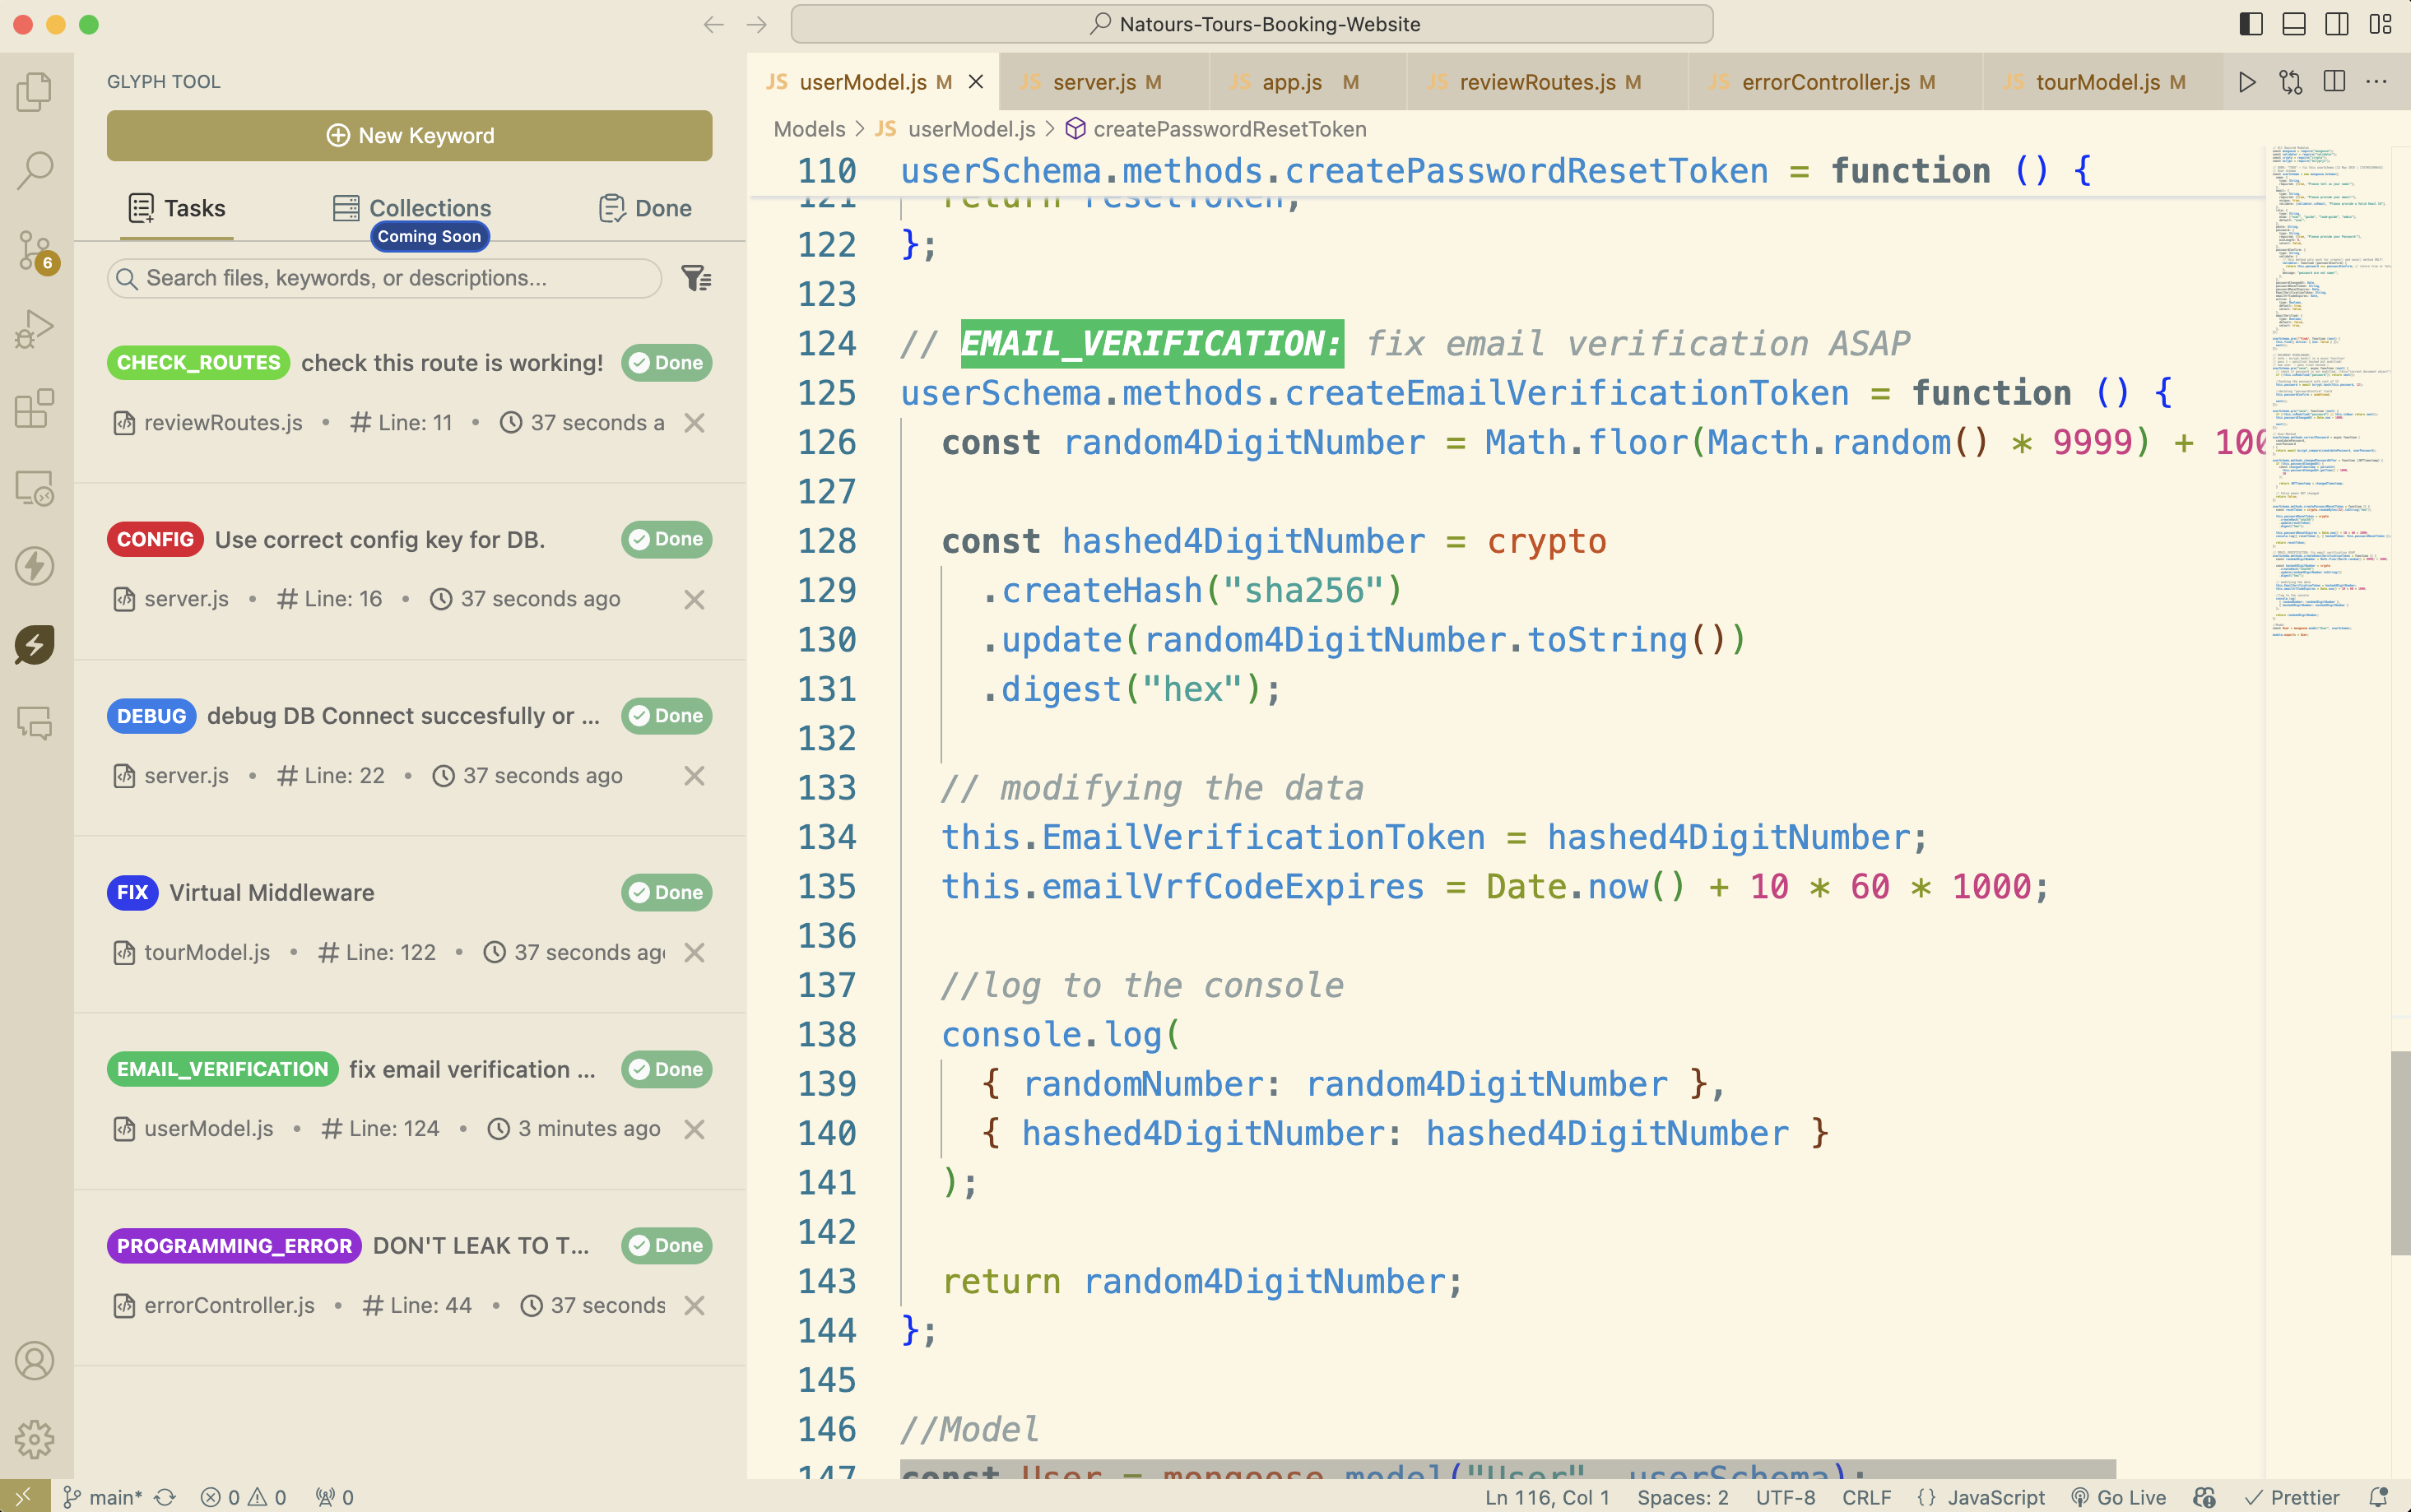 Natours-Tours-Booking-Website
GLYPH TOOL
New Keyword
Tasks
Collections
Coming Soon
Done
Search files, keywords, or descriptions...
CHECK_ROUTES check this route is working! Done
reviewRoutes.js • # Line: 11 • 37 seconds a
CONFIG Use correct config key for DB. Done
server.js • # Line: 16 • 37 seconds ago
DEBUG debug DB Connect succesfully or ... Done
server.js • # Line: 22 • 37 seconds ago
FIX Virtual Middleware Done
tourModel.js • # Line: 122 • 37 seconds ag
EMAIL_VERIFICATION fix email verification ... Done
userModel.js • # Line: 124 • 3 minutes ago
PROGRAMMING_ERROR DON'T LEAK TO T... Done
errorController.js • # Line: 44 • 37 seconds
6
JS userModel.js M
JS server.js M
JS app.js M
JS reviewRoutes.js M
JS errorController.js M
JS tourModel.js M
Models > JS userModel.js > createPasswordResetToken
110 userSchema.methods.createPasswordResetToken = function () {
121 return resetToken;
122 };
123
124 // EMAIL_VERIFICATION: fix email verification ASAP
125 userSchema.methods.createEmailVerificationToken = function () {
126 const random4DigitNumber = Math.floor(Macth.random() * 9999) + 100
127
128 const hashed4DigitNumber = crypto
129 .createHash("sha256")
130 .update(random4DigitNumber.toString())
131 .digest("hex");
132
133 // modifying the data
134 this.EmailVerificationToken = hashed4DigitNumber;
135 this.emailVrfCodeExpires = Date.now() + 10 * 60 * 1000;
136
137 //log to the console
138 console.log(
139 { randomNumber: random4DigitNumber },
140 { hashed4DigitNumber: hashed4DigitNumber }
141 );
142
143 return random4DigitNumber;
144 };
145
146 //Model
147 const User = mongoose.model("User", userSchema);
main* 0 0 0
Ln 116, Col 1 Spaces: 2 UTF-8 CRLF {} JavaScript Go Live Prettier